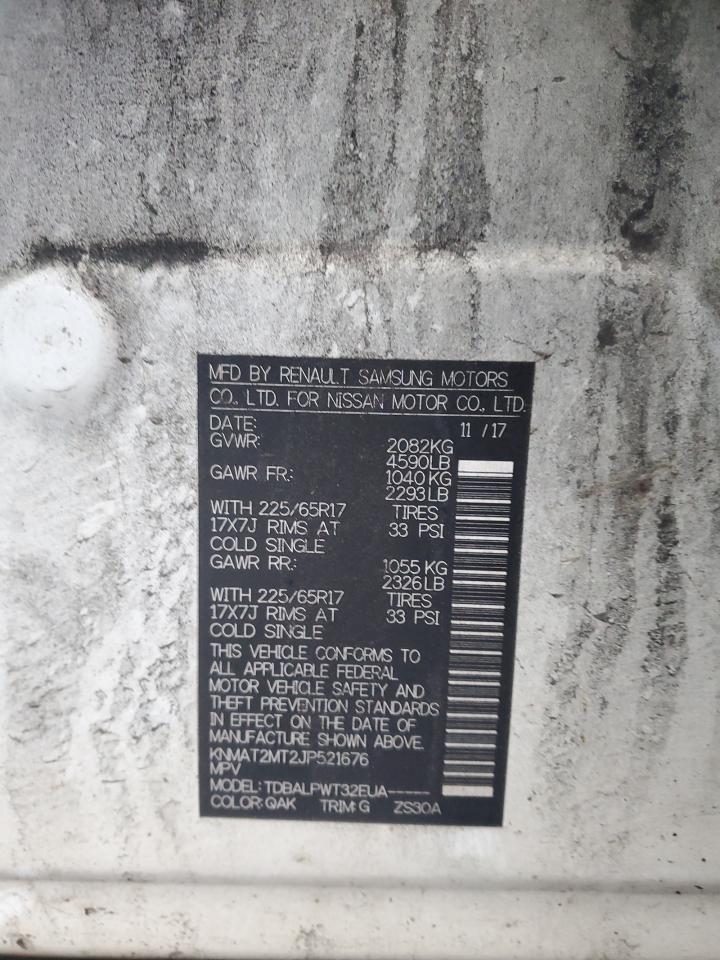 MFD BY RENAULT SAMSUNG MOTORS
CO., LTD. FOR NISSAN MOTOR CO., LTD.
DATE: 11 / 17
GVWR: 2082KG
4590LB
GAWR FR: 1040 KG
2293 LB
WITH 225/65R17 TIRES
17X7J RIMS AT 33 PSI
COLD SINGLE
GAWR RR: 1055 KG
2326 LB
WITH 225/65R17 TIRES
17X7J RIMS AT 33 PSI
COLD SINGLE
THIS VEHICLE CONFORMS TO
ALL APPLICABLE FEDERAL
MOTOR VEHICLE SAFETY AND
THEFT PREVENTION STANDARDS
IN EFFECT ON THE DATE OF
MANUFACTURE SHOWN ABOVE.
KNMAT2MT2JP521676
MPV
MODEL: TDBALPWT32EUA-----
COLOR: QAK TRIM: G ZS30A